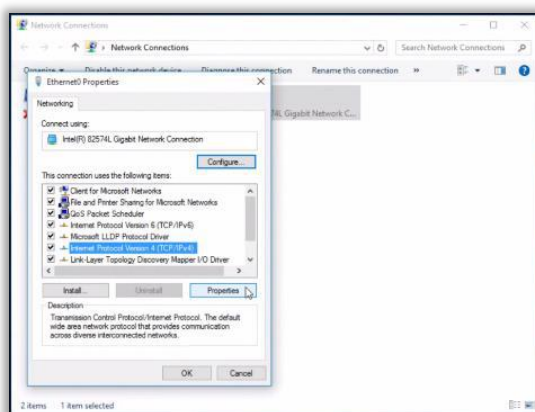 Network Connections
Network Connections
Search Network Connections
Organize Disable this network device Diagnose this connection Rename this connection »
Ethernet0 Properties
Networking
Connect using:
Intel(R) 82574L Gigabit Network Connection
74L Gigabit Network C...
Configure...
This connection uses the following items:
Client for Microsoft Networks
File and Printer Sharing for Microsoft Networks
QoS Packet Scheduler
Internet Protocol Version 6 (TCP/IPv6)
Microsoft LLDP Protocol Driver
Internet Protocol Version 4 (TCP/IPv4)
Link-Layer Topology Discovery Mapper I/O Driver
Install... Uninstall Properties
Description
Transmission Control Protocol/Internet Protocol. The default
wide area network protocol that provides communication
across diverse interconnected networks.
OK Cancel
2 items 1 item selected